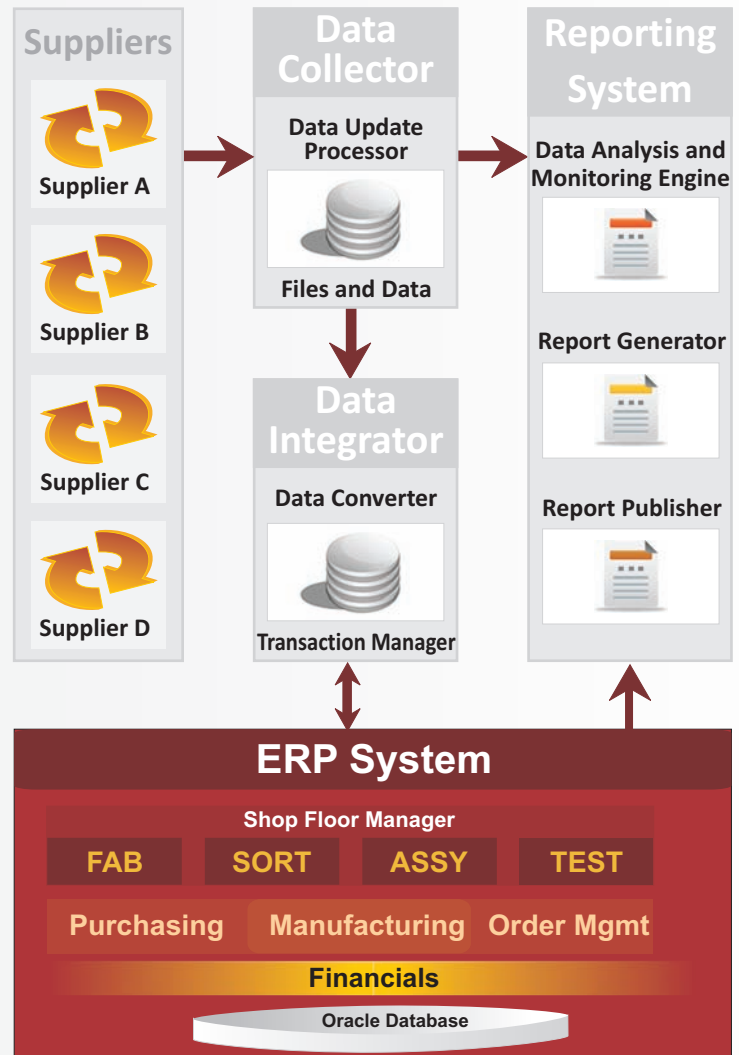 Suppliers
Supplier A
Supplier B
Supplier C
Supplier D
Data
Collector
Data Update
Processor
Files and Data
Data
Integrator
Data Converter
Transaction Manager
Reporting
System
Data Analysis and
Monitoring Engine
Report Generator
Report Publisher
ERP System
Shop Floor Manager
FAB SORT ASSY TEST
Purchasing Manufacturing Order Mgmt
Financials
Oracle Database